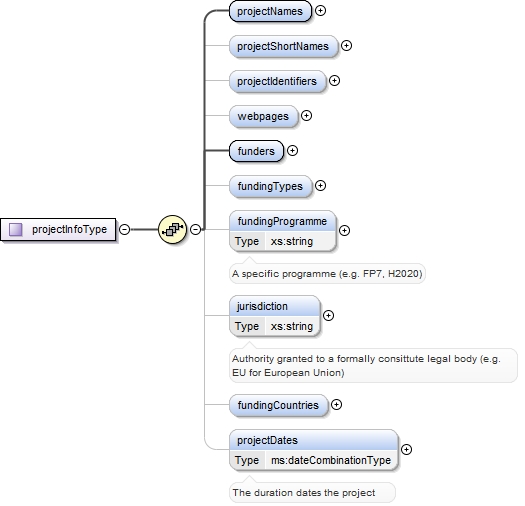 projectNames
projectShortNames
projectIdentifiers
webpages
funders
fundingTypes
projectInfoType
fundingProgramme
Type xs:string
A specific programme (e.g. FP7, H2020)
jurisdiction
Type xs:string
Authority granted to a formally consittute legal body (e.g.
EU for European Union)
fundingCountries
projectDates
Type ms:dateCombinationType
The duration dates the project